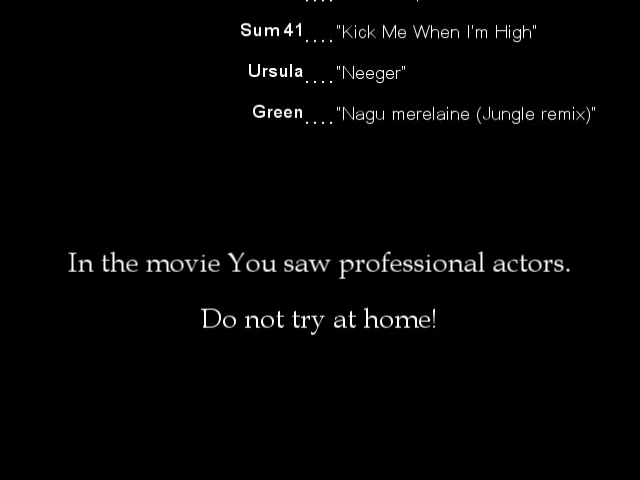 Sum 41...."Kick Me When I'm High"
Ursula...."Neeger"
Green...."Nagu merelaine (Jungle remix)"
In the movie You saw professional actors.
Do not try at home!